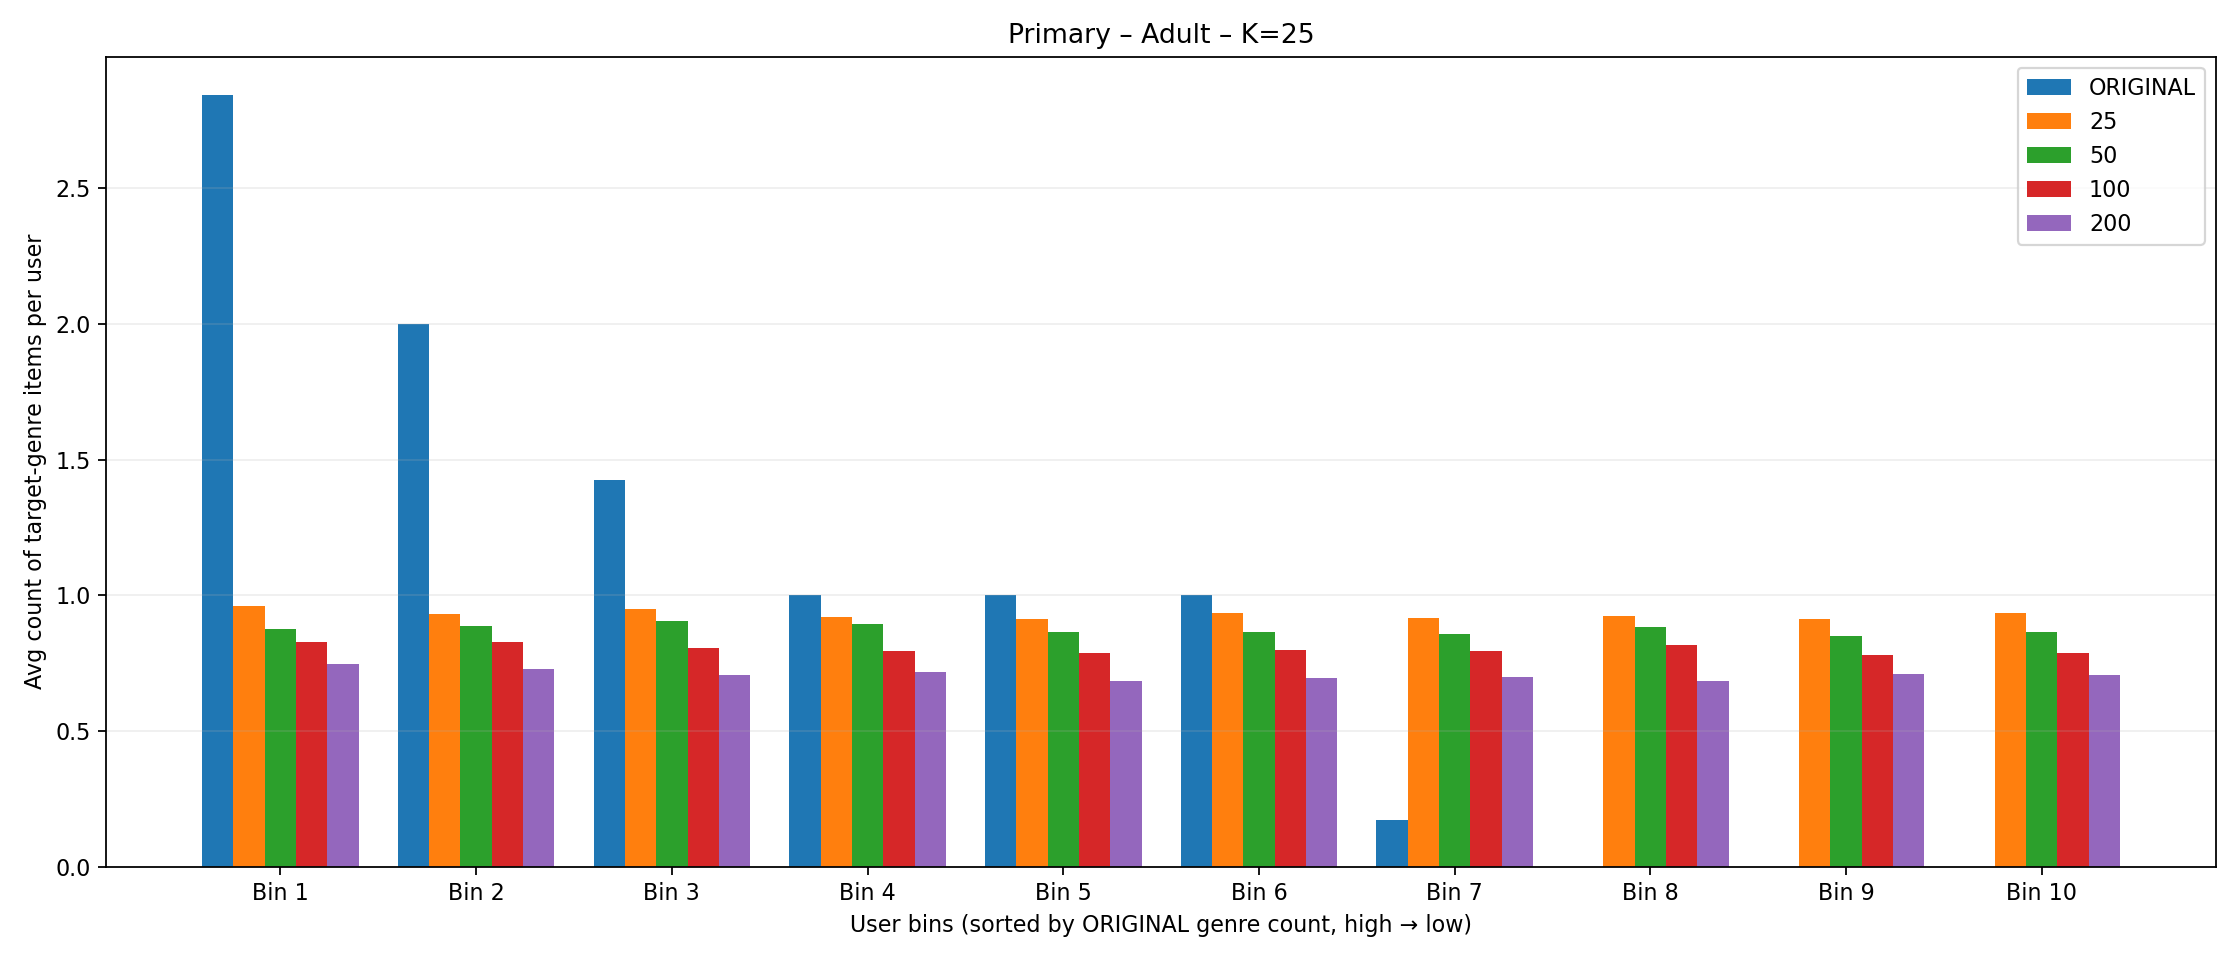 Primary – Adult – K=25
ORIGINAL
25
50
100
200
Avg count of target-genre items per user
2.5
2.0
1.5
1.0
0.5
0.0
Bin 1 Bin 2 Bin 3 Bin 4 Bin 5 Bin 6 Bin 7 Bin 8 Bin 9 Bin 10
User bins (sorted by ORIGINAL genre count, high → low)